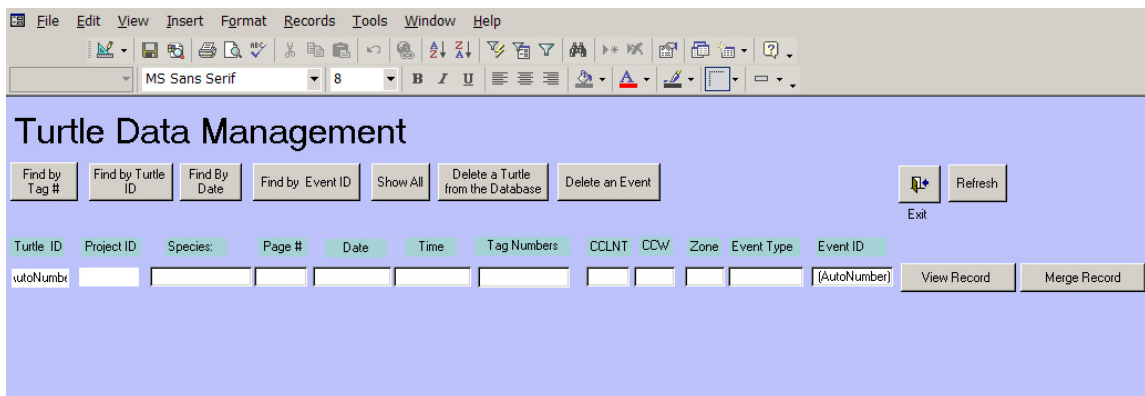 File Edit View Insert Format Records Tools Window Help
MS Sans Serif 8 B I U A
Turtle Data Management
Find by Tag # Find by Turtle ID Find By Date Find by Event ID Show All Delete a Turtle from the Database Delete an Event Refresh
Exit
Turtle ID Project ID Species: Page # Date Time Tag Numbers CCLNT CCW Zone Event Type Event ID
(AutoNumber) View Record Merge Record